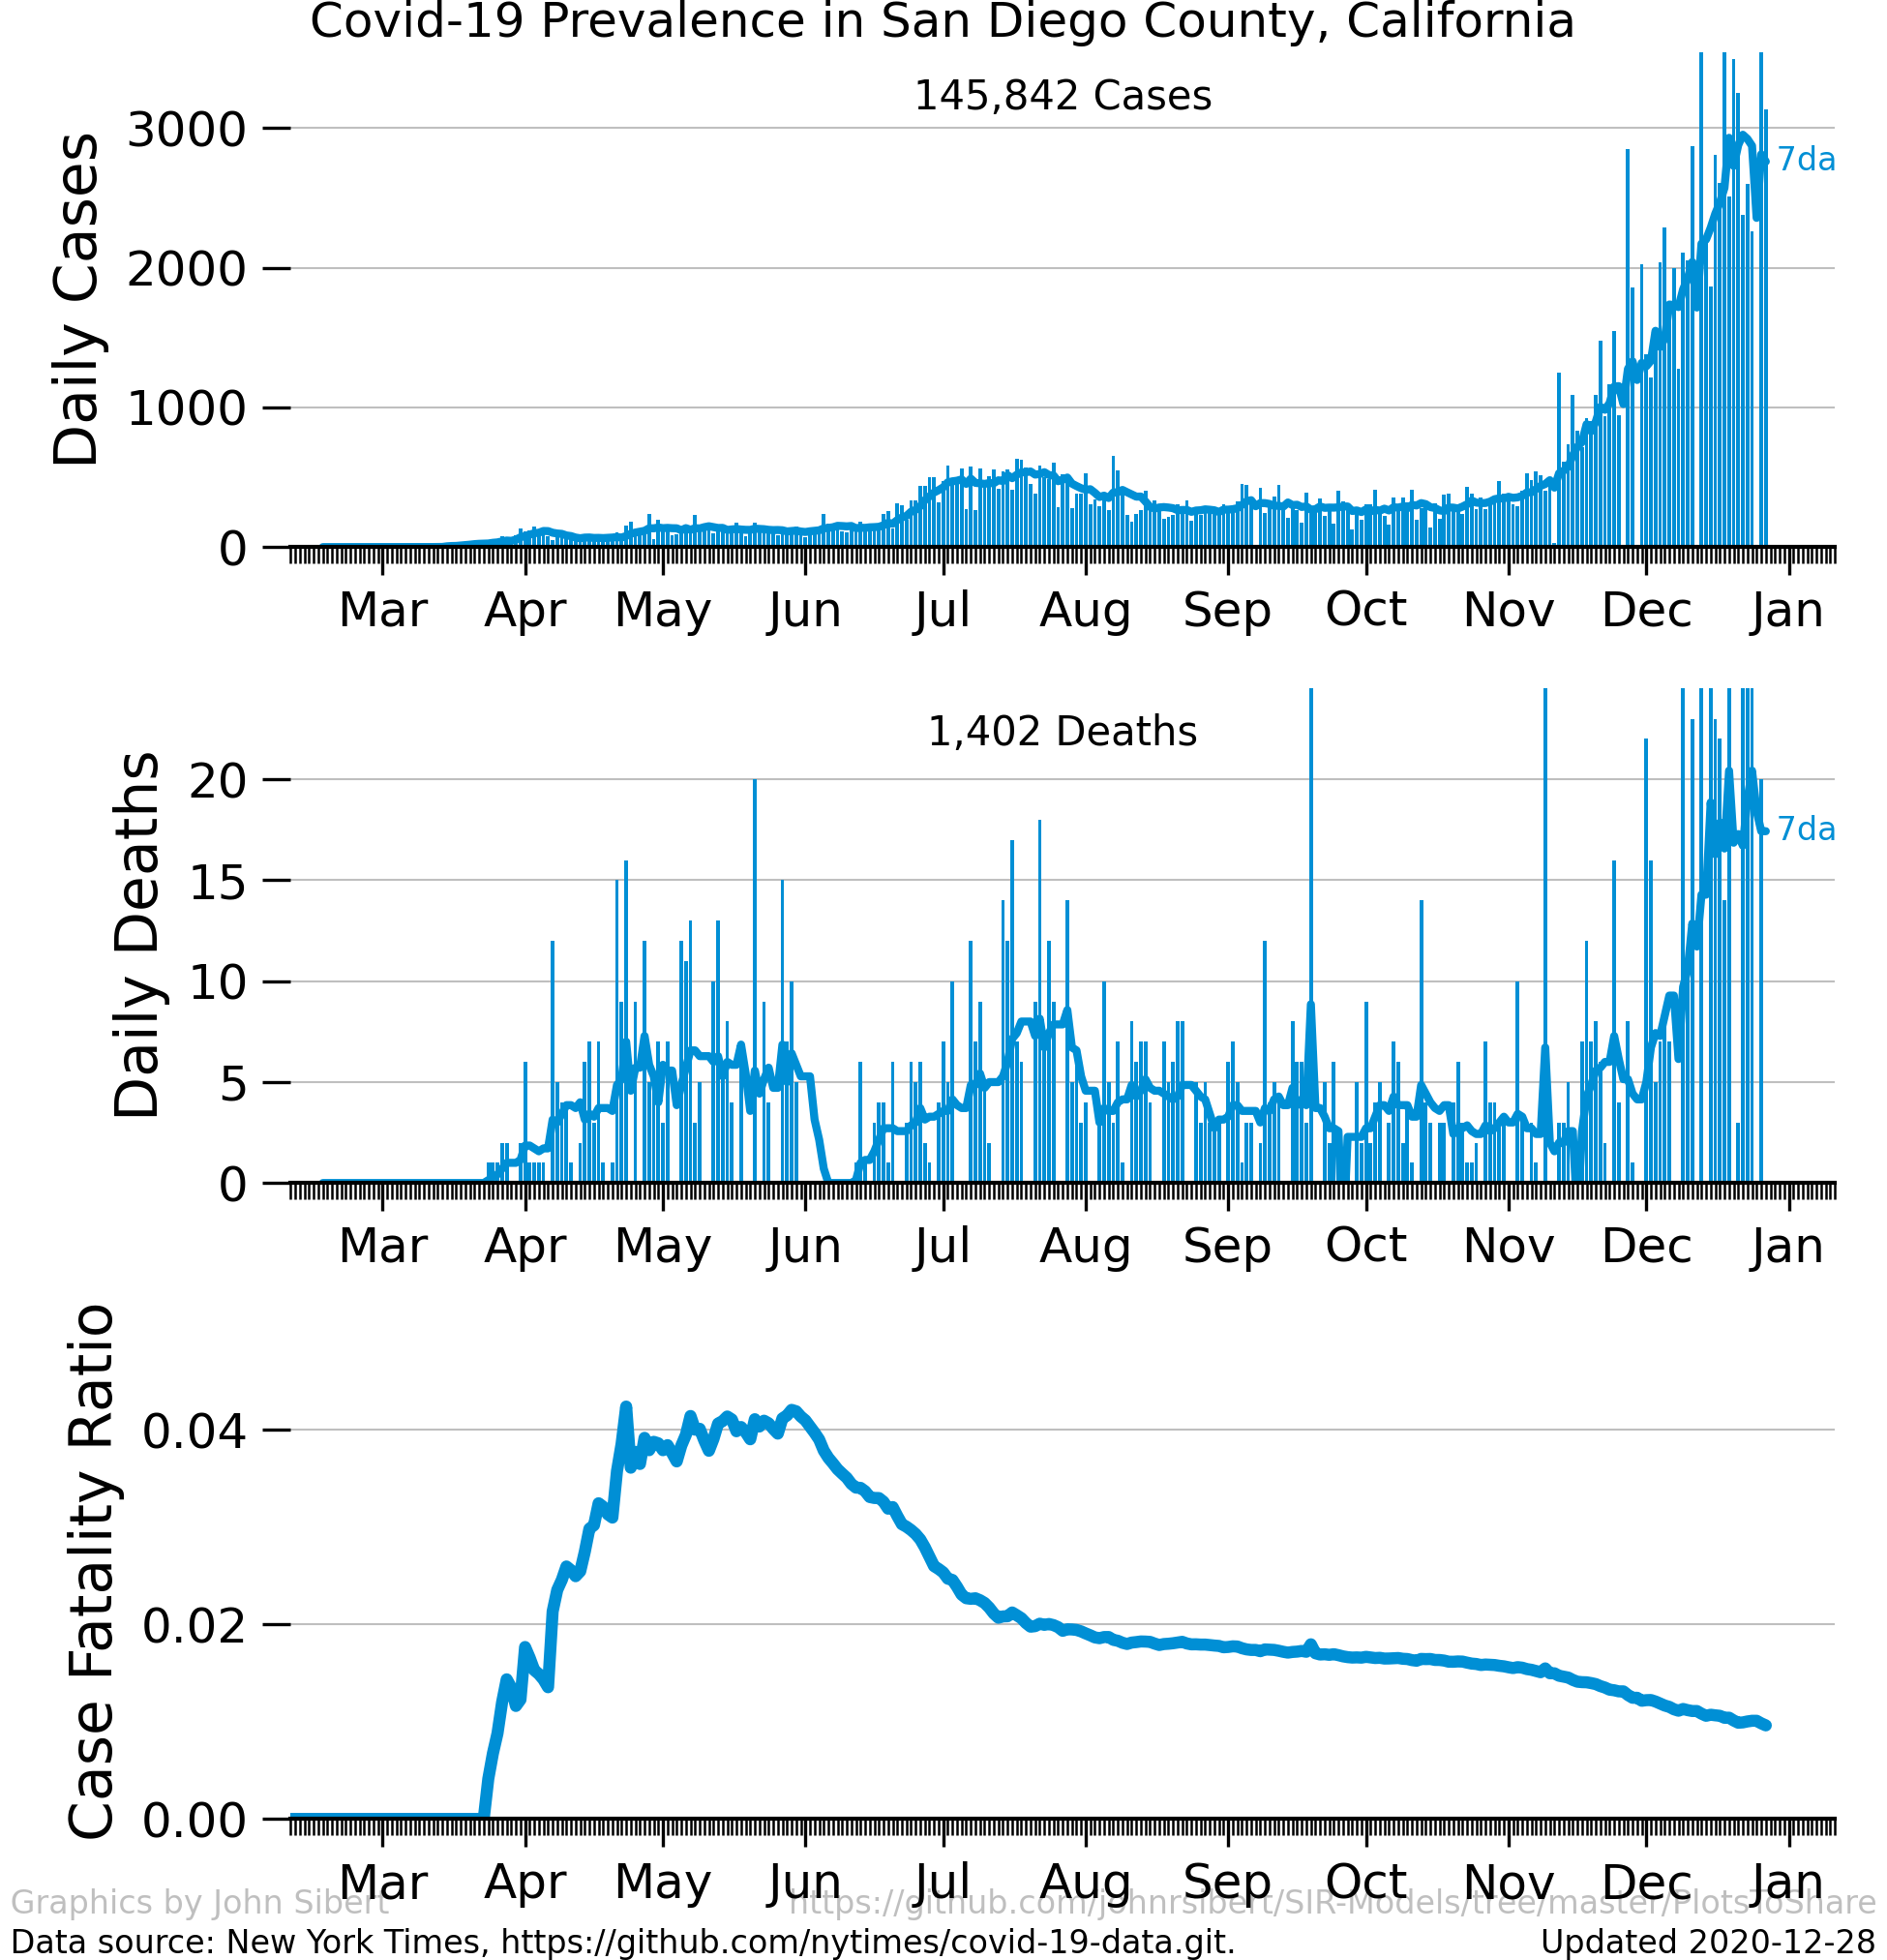 Covid-19 Prevalence in San Diego County, California
145,842 Cases
Daily Cases
3000
2000
1000
0
7da
Mar Apr May Jun Jul Aug Sep Oct Nov Dec Jan
1,402 Deaths
Daily Deaths
20
15
10
5
0
7da
Mar Apr May Jun Jul Aug Sep Oct Nov Dec Jan
Case Fatality Ratio
0.04
0.02
0.00
Mar Apr May Jun Jul Aug Sep Oct Nov Dec Jan
Graphics by John Sibert https://github.com/johnrsibert/SIR-Models/tree/master/PlotsToShare
Data source: New York Times, https://github.com/nytimes/covid-19-data.git. Updated 2020-12-28